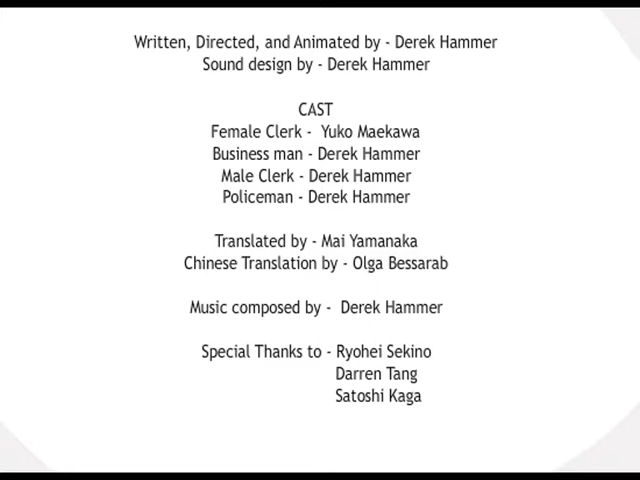 Written, Directed, and Animated by - Derek Hammer
Sound design by - Derek Hammer
CAST
Female Clerk - Yuko Maekawa
Business man - Derek Hammer
Male Clerk - Derek Hammer
Policeman - Derek Hammer
Translated by - Mai Yamanaka
Chinese Translation by - Olga Bessarab
Music composed by - Derek Hammer
Special Thanks to - Ryohei Sekino
Darren Tang
Satoshi Kaga